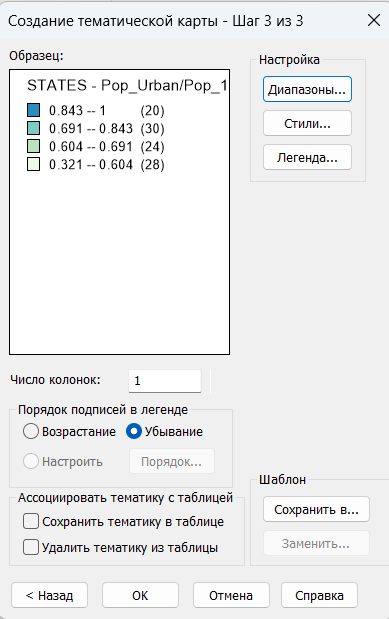 Создание тематической карты - Шаг 3 из 3
Образец:
STATES - Pop_Urban/Pop_1
0.843 -- 1 (20)
0.691 -- 0.843 (30)
0.604 -- 0.691 (24)
0.321 -- 0.604 (28)
Настройка
Диапазоны...
Стили...
Легенда...
Число колонок: 1
Порядок подписей в легенде
Возрастание Убывание
Настроить Порядок...
Ассоциировать тематику с таблицей
Сохранить тематику в таблице
Удалить тематику из таблицы
Шаблон
Сохранить в...
Заменить...
< Назад OK Отмена Справка